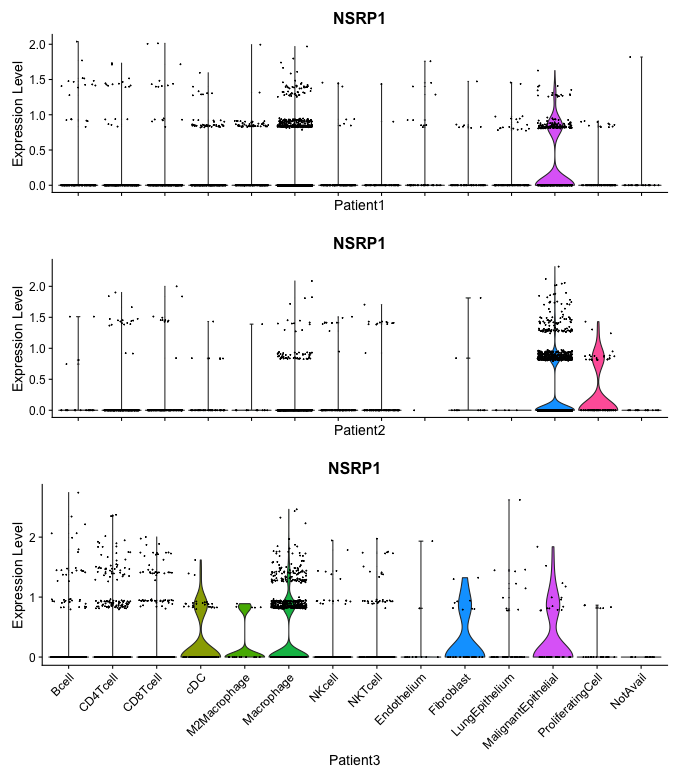 NSRP1
Expression Level
2.0
1.5
1.0
0.5
0.0
Patient1
NSRP1
Expression Level
2.0
1.5
1.0
0.5
0.0
Patient2
NSRP1
Expression Level
2
1
0
Bcell
CD4Tcell
CD8Tcell
cDC
M2Macrophage
Macrophage
NKcell
NKTcell
Endothelium
Fibroblast
LungEpithelium
MalignantEpithelial
ProliferatingCell
NotAvail
Patient3